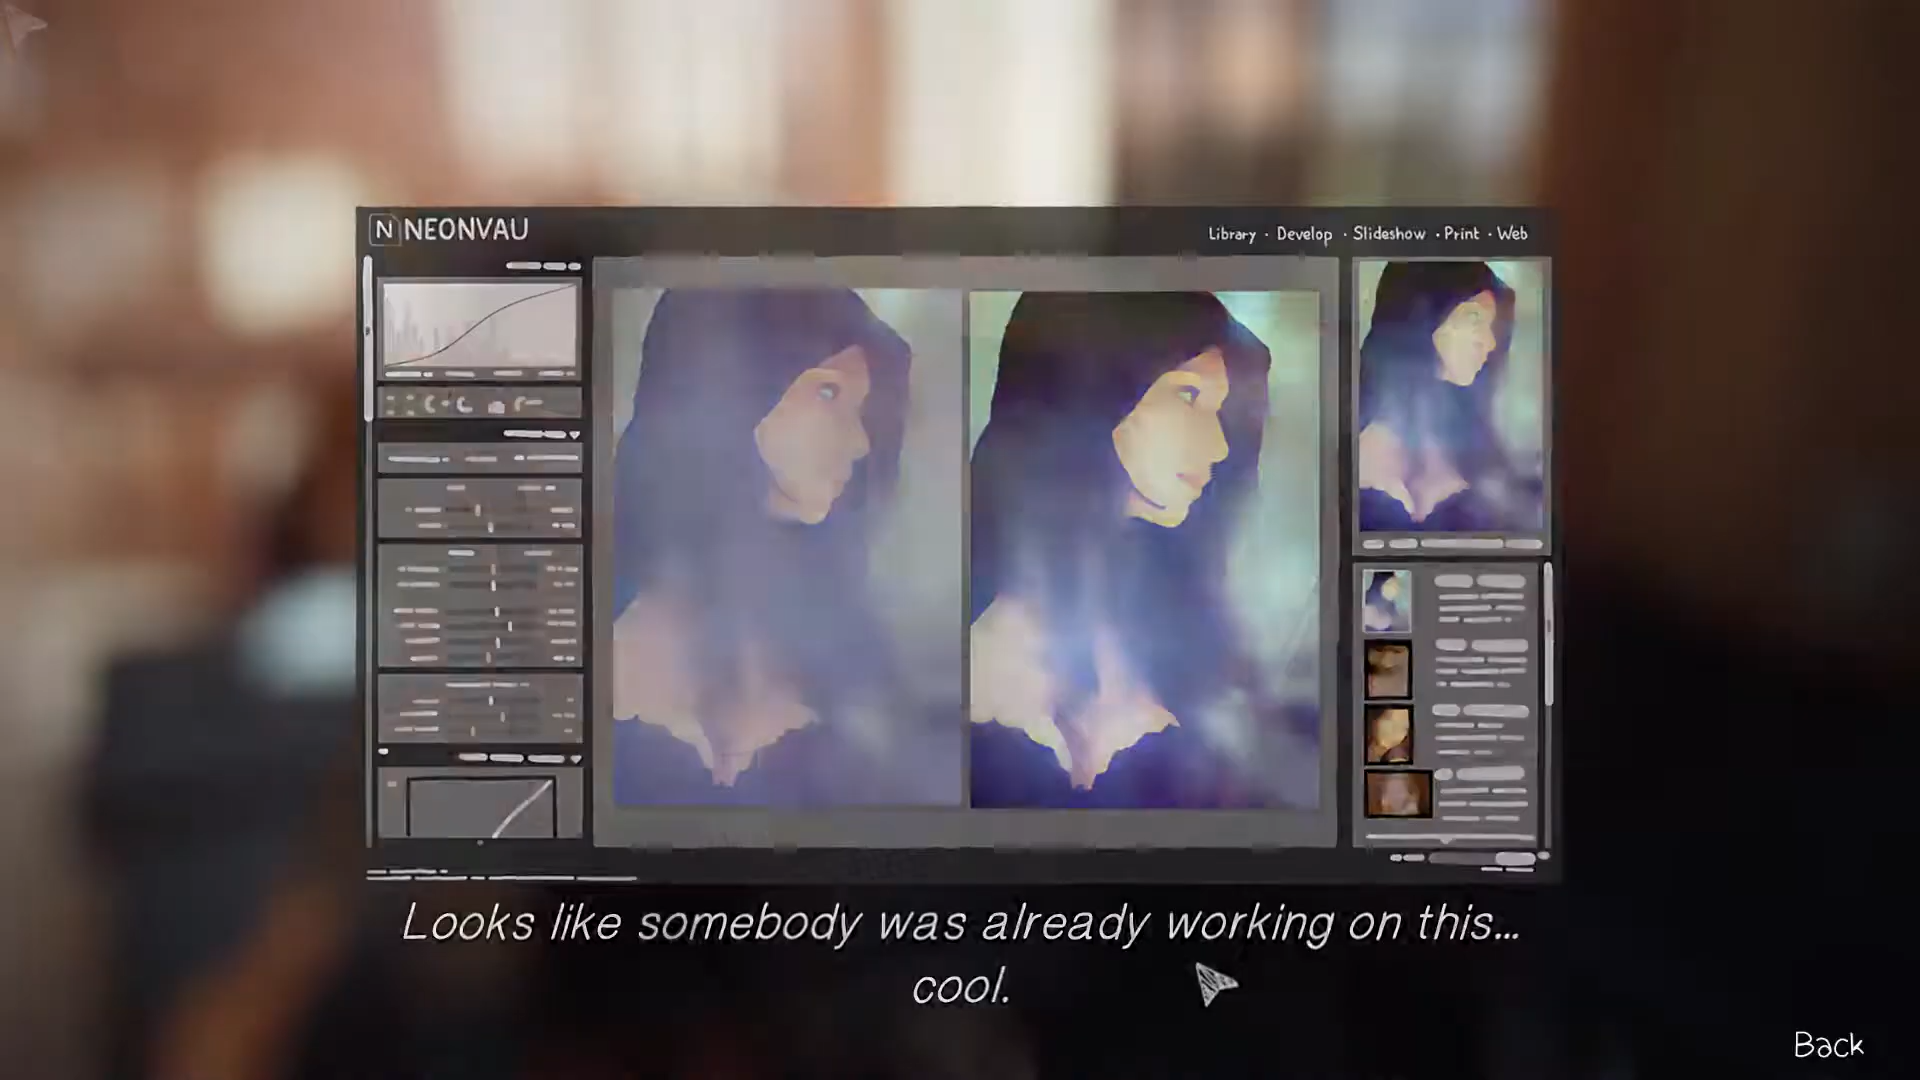 N NEONVAU
Library · Develop · Slideshow · Print · Web
Looks like somebody was already working on this...
cool.
Back